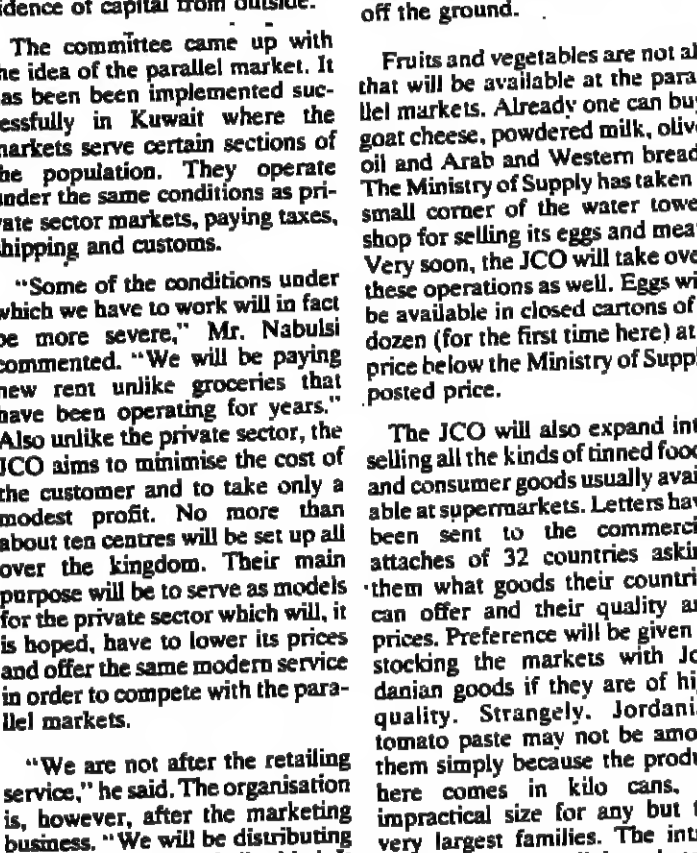 idence of capital from outside.
The committee came up with
he idea of the parallel market. It
as been been implemented suc-
essfully in Kuwait where the
narkets serve certain sections of
he population. They operate
nder the same conditions as pri-
vate sector markets, paying taxes,
hipping and customs.
"Some of the conditions under
which we have to work will in fact
be more severe," Mr. Nabulsi
commented. "We will be paying
new rent unlike groceries that
have been operating for years."
Also unlike the private sector, the
JCO aims to minimise the cost of
the customer and to take only a
modest profit. No more than
about ten centres will be set up all
over the kingdom. Their main
purpose will be to serve as models
for the private sector which will, it
is hoped, have to lower its prices
and offer the same modern service
in order to compete with the para-
llel markets.
"We are not after the retailing
service," he said. The organisation
is, however, after the marketing
business. "We will be distributing
off the ground.
Fruits and vegetables are not al
that will be available at the para
llel markets. Already one can buy
goat cheese, powdered milk, olive
oil and Arab and Western bread
The Ministry of Supply has taken
small corner of the water towe
shop for selling its eggs and mea
Very soon, the JCO will take ove
these operations as well. Eggs wi
be available in closed cartons of
dozen (for the first time here) at
price below the Ministry of Suppl
posted price.
The JCO will also expand int
selling all the kinds of tinned food
and consumer goods usually avai
able at supermarkets. Letters hav
been sent to the commerci
attaches of 32 countries aski
them what goods their countri
can offer and their quality a
prices. Preference will be given
stocking the markets with Jo
danian goods if they are of hi
quality. Strangely, Jordani
tomato paste may not be amo
them simply because the produ
here comes in kilo cans,
impractical size for any but t
very largest families. The int